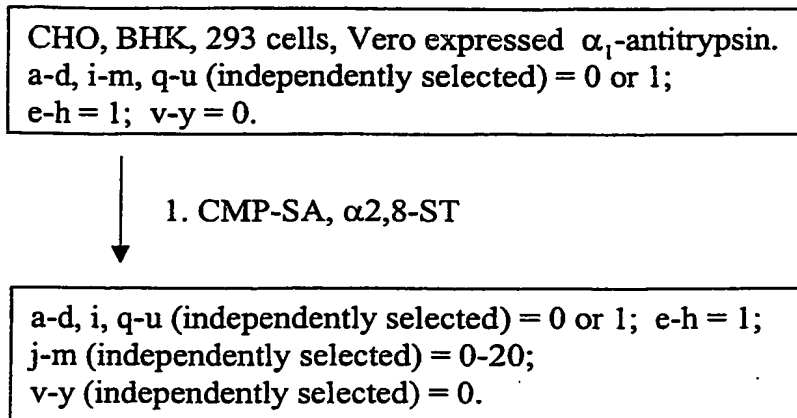 CHO, BHK, 293 cells, Vero expressed α₁-antitrypsin.
a-d, i-m, q-u (independently selected) = 0 or 1;
e-h = 1; v-y = 0.
1. CMP-SA, α2,8-ST
a-d, i, q-u (independently selected) = 0 or 1; e-h = 1;
j-m (independently selected) = 0-20;
v-y (independently selected) = 0.